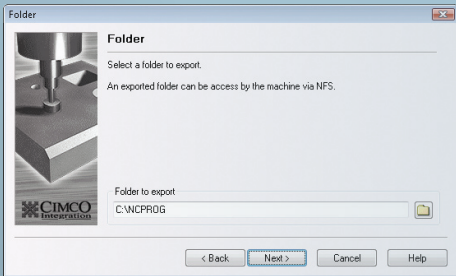 Folder
Folder
Select a folder to export.
An exported folder can be access by the machine via NFS.
CIMCO
Integration
Folder to export
C:\NCPROG
< Back
Next >
Cancel
Help